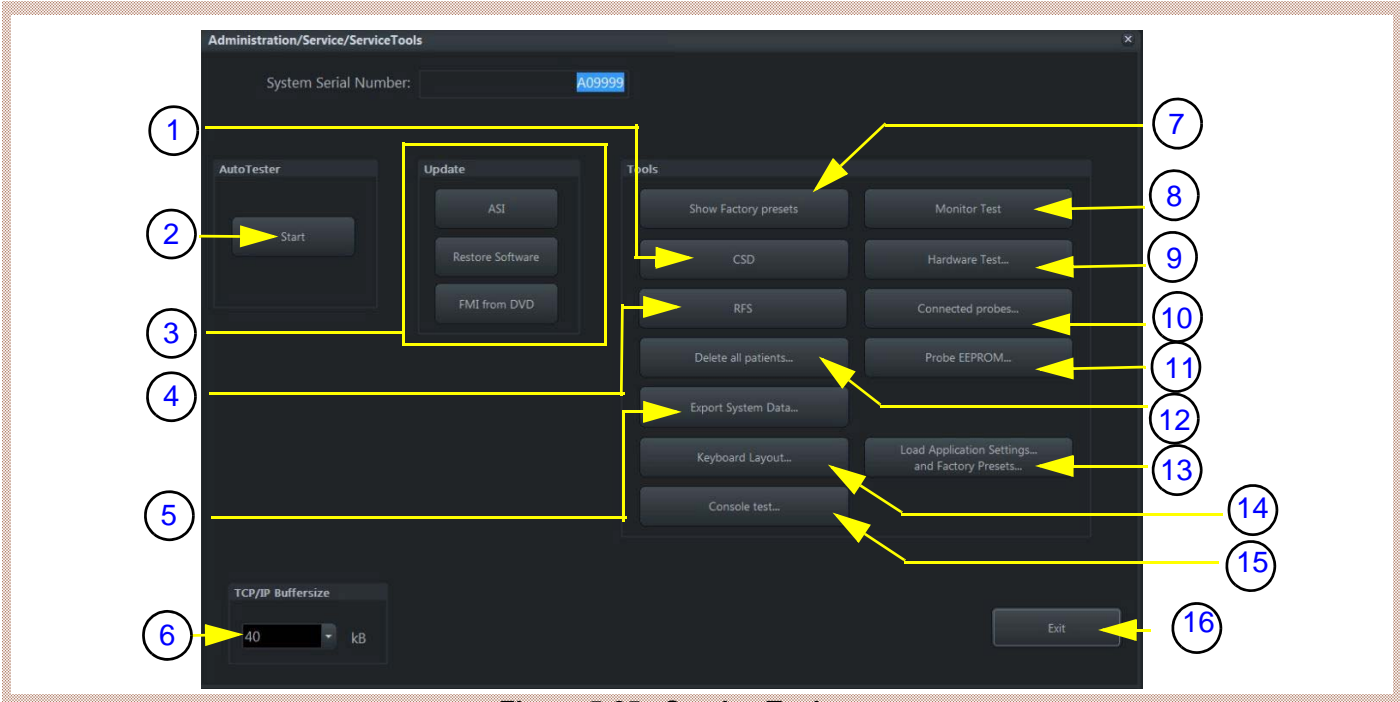 Administration/Service/ServiceTools
×
System Serial Number: A09999
1
7
AutoTester
Update
Tools
ASI
Show Factory presets
Monitor Test
8
2
Start
Restore Software
CSD
Hardware Test...
9
3
FMI from DVD
RFS
Connected probes...
10
Delete all patients...
Probe EEPROM...
11
4
Export System Data...
12
Keyboard Layout...
Load Application Settings...
and Factory Presets...
13
5
Console test...
14
15
TCP/IP Buffersize
6
40
kB
Exit
16